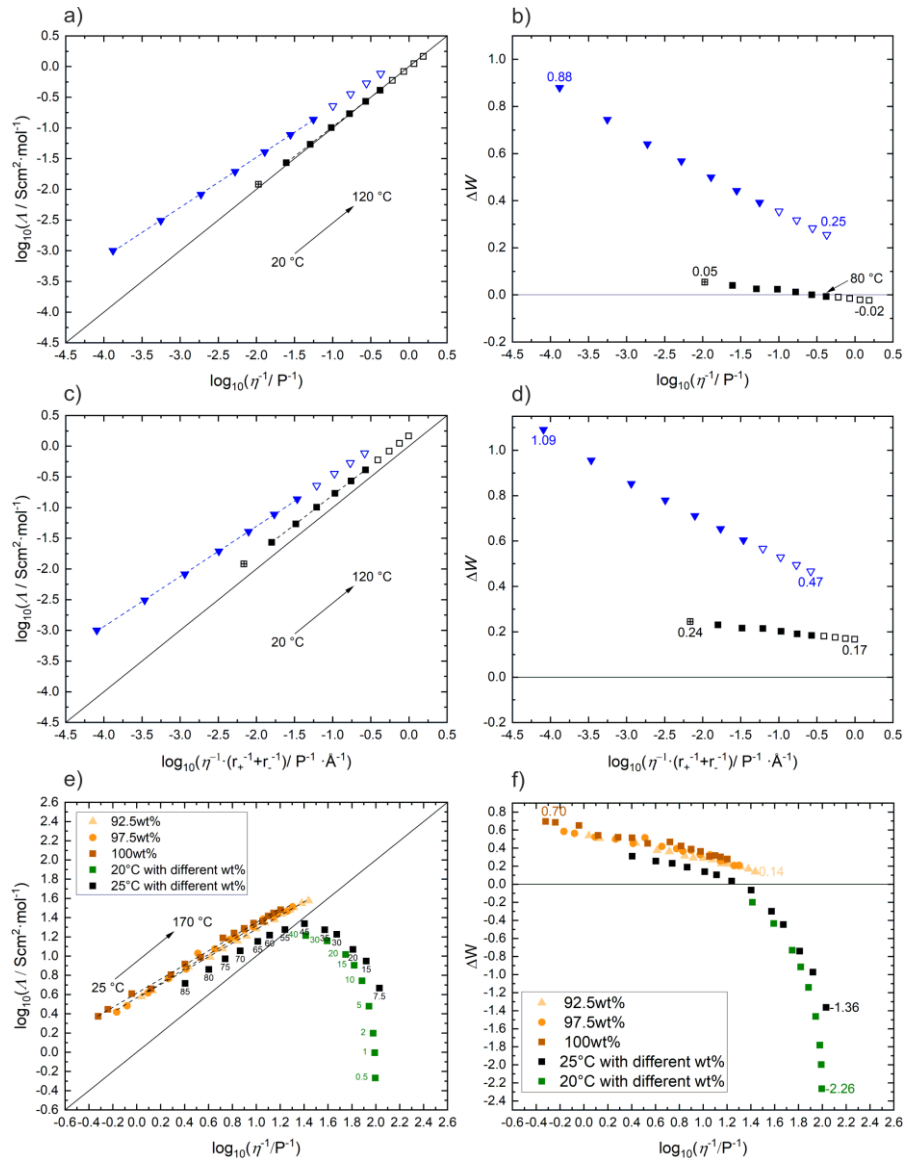 a)
log₁₀(Λ / Scm²·mol⁻¹)
0.5
0.0
-0.5
-1.0
-1.5
-2.0
-2.5
-3.0
-3.5
-4.0
-4.5
120 °C
20 °C
-4.5 -4.0 -3.5 -3.0 -2.5 -2.0 -1.5 -1.0 -0.5 0.0 0.5
log₁₀(η⁻¹/ P⁻¹)
b)
ΔW
1.0
0.8
0.6
0.4
0.2
0.0
-0.2
0.88
0.25
0.05
80 °C
-0.02
-4.5 -4.0 -3.5 -3.0 -2.5 -2.0 -1.5 -1.0 -0.5 0.0 0.5
log₁₀(η⁻¹/ P⁻¹)
c)
log₁₀(Λ / Scm²·mol⁻¹)
0.5
0.0
-0.5
-1.0
-1.5
-2.0
-2.5
-3.0
-3.5
-4.0
-4.5
120 °C
20 °C
-4.5 -4.0 -3.5 -3.0 -2.5 -2.0 -1.5 -1.0 -0.5 0.0 0.5
log₁₀(η⁻¹·(r₊⁻¹+r₋⁻¹)/ P⁻¹ ·Å⁻¹)
d)
ΔW
1.0
0.8
0.6
0.4
0.2
0.0
-0.2
1.09
0.47
0.24
0.17
-4.5 -4.0 -3.5 -3.0 -2.5 -2.0 -1.5 -1.0 -0.5 0.0 0.5
log₁₀(η⁻¹·(r₊⁻¹+r₋⁻¹)/ P⁻¹ ·Å⁻¹)
e)
log₁₀(Λ/Scm²·mol⁻¹)
2.6
2.4
2.2
2.0
1.8
1.6
1.4
1.2
1.0
0.8
0.6
0.4
0.2
0.0
-0.2
-0.4
-0.6
92.5wt%
97.5wt%
100wt%
20°C with different wt%
25°C with different wt%
170 °C
25 °C
85
80
75
70
65
60
55
45
30
20
15
7.5
40
30
20
15
10
5
2
1
0.5
-0.6 -0.4 -0.2 0.0 0.2 0.4 0.6 0.8 1.0 1.2 1.4 1.6 1.8 2.0 2.2 2.4 2.6
log₁₀(η⁻¹/P⁻¹)
f)
ΔW
0.8
0.6
0.4
0.2
0.0
-0.2
-0.4
-0.6
-0.8
-1.0
-1.2
-1.4
-1.6
-1.8
-2.0
-2.2
-2.4
0.70
0.14
-1.36
-2.26
92.5wt%
97.5wt%
100wt%
25°C with different wt%
20°C with different wt%
-0.6 -0.4 -0.2 0.0 0.2 0.4 0.6 0.8 1.0 1.2 1.4 1.6 1.8 2.0 2.2 2.4 2.6
log₁₀(η⁻¹/P⁻¹)